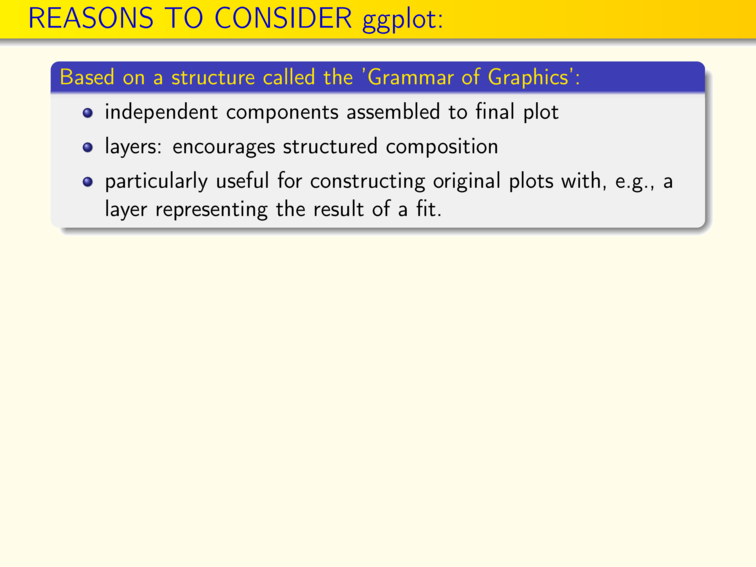 REASONS TO CONSIDER ggplot:
Based on a structure called the 'Grammar of Graphics':
independent components assembled to final plot
layers: encourages structured composition
particularly useful for constructing original plots with, e.g., a
layer representing the result of a fit.